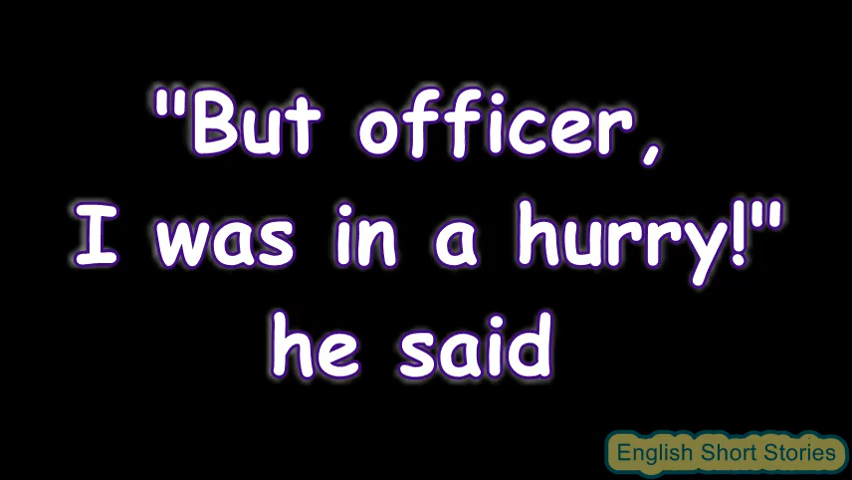 "But officer,
I was in a hurry!"
he said
English Short Stories